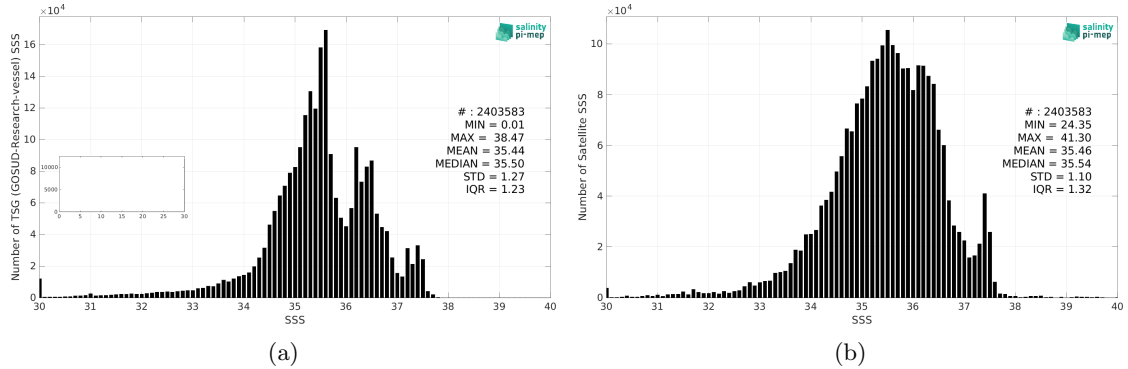 ×10⁴
salinity
pi-mep
Number of TSG (GOSUD-Research-vessel) SSS
16
14
12
10
8
6
4
2
0
# : 2403583
MIN = 0.01
MAX = 38.47
MEAN = 35.44
MEDIAN = 35.50
STD = 1.27
IQR = 1.23
10000
5000
0
0 5 10 15 20 25 30
30 31 32 33 34 35 36 37 38 39 40
SSS
(a)
×10⁴
salinity
pi-mep
Number of Satellite SSS
10
8
6
4
2
0
# : 2403583
MIN = 24.35
MAX = 41.30
MEAN = 35.46
MEDIAN = 35.54
STD = 1.10
IQR = 1.32
30 31 32 33 34 35 36 37 38 39 40
SSS
(b)